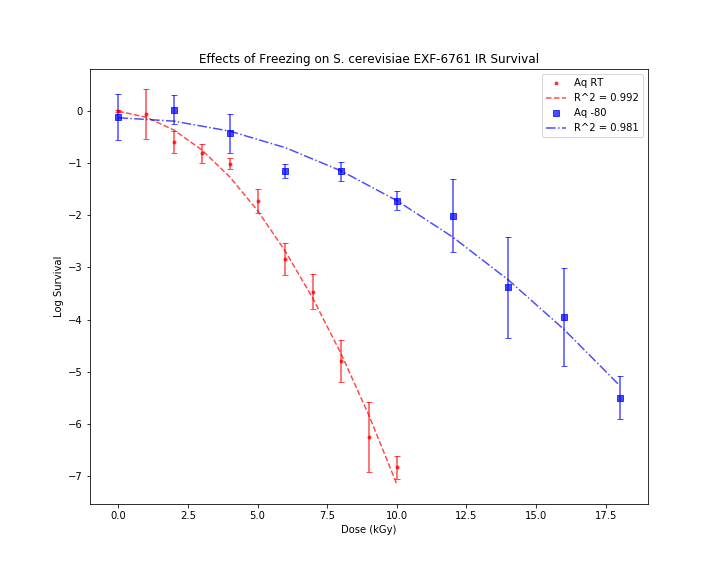 Effects of Freezing on S. cerevisiae EXF-6761 IR Survival
Aq RT
R^2 = 0.992
Aq -80
R^2 = 0.981
Log Survival
0
−1
−2
−3
−4
−5
−6
−7
0.0 2.5 5.0 7.5 10.0 12.5 15.0 17.5
Dose (kGy)